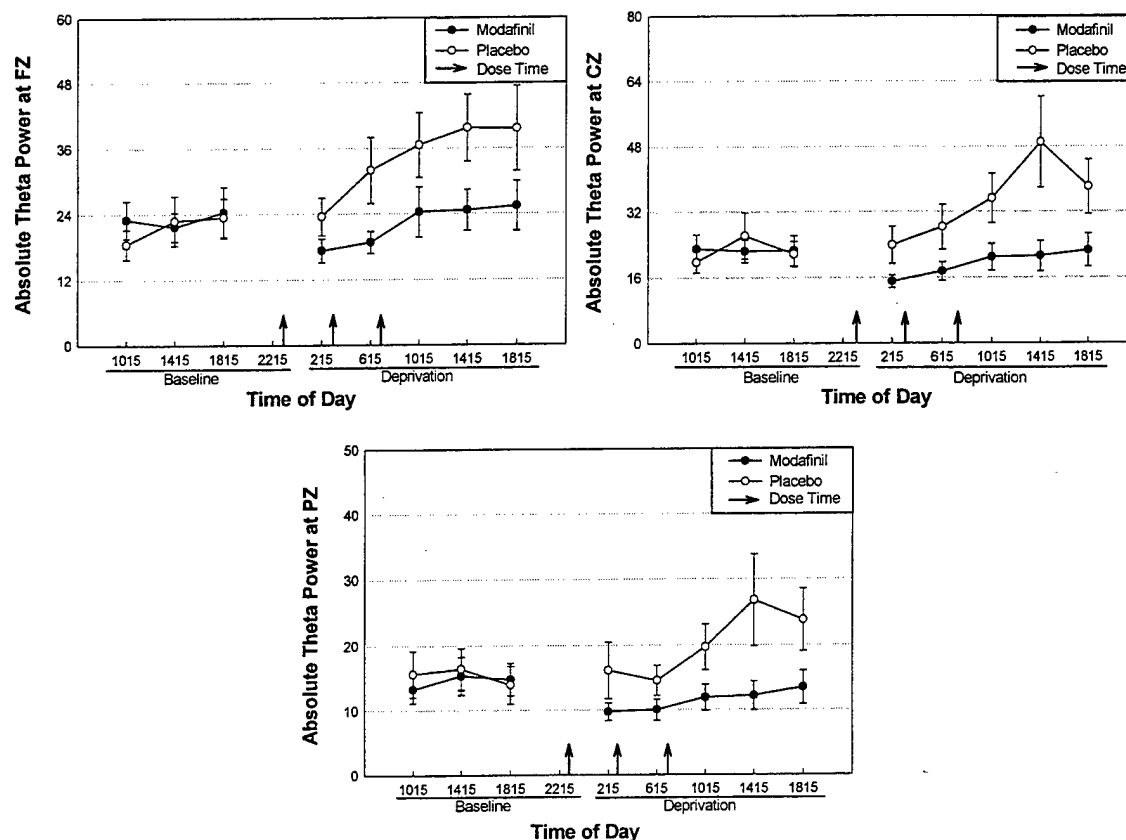 Absolute Theta Power at FZ
60
48
36
24
12
0
Modafinil
Placebo
Dose Time
1015 1415 1815 2215 215 615 1015 1415 1815
Baseline Deprivation
Time of Day
Absolute Theta Power at CZ
80
64
48
32
16
0
Modafinil
Placebo
Dose Time
1015 1415 1815 2215 215 615 1015 1415 1815
Baseline Deprivation
Time of Day
Absolute Theta Power at PZ
50
40
30
20
10
0
Modafinil
Placebo
Dose Time
1015 1415 1815 2215 215 615 1015 1415 1815
Baseline Deprivation
Time of Day